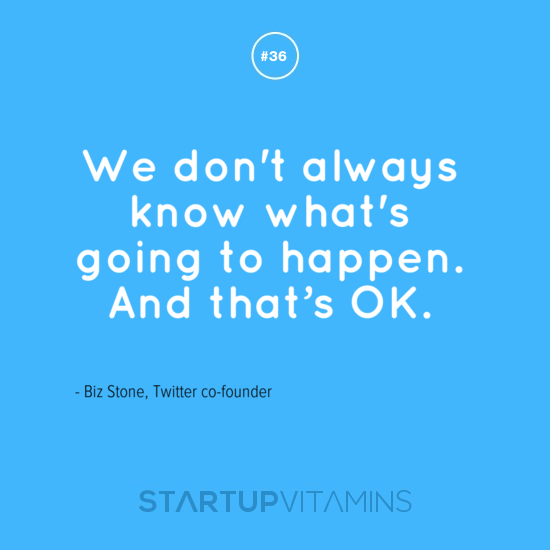 #36
We don't always
know what's
going to happen.
And that’s OK.
- Biz Stone, Twitter co-founder
STARTUPVITAMINS